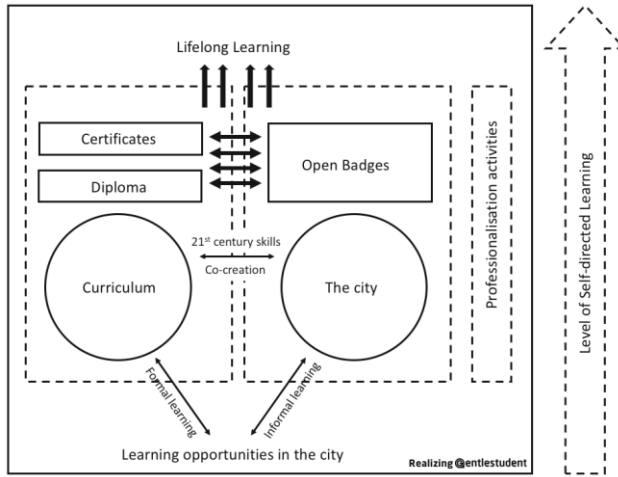 Lifelong Learning
Certificates
Diploma
Open Badges
21st century skills
Co-creation
Curriculum
The city
Formal learning
Informal learning
Learning opportunities in the city
Professionalisation activities
Level of Self-directed Learning
Realizing Gentlestudent